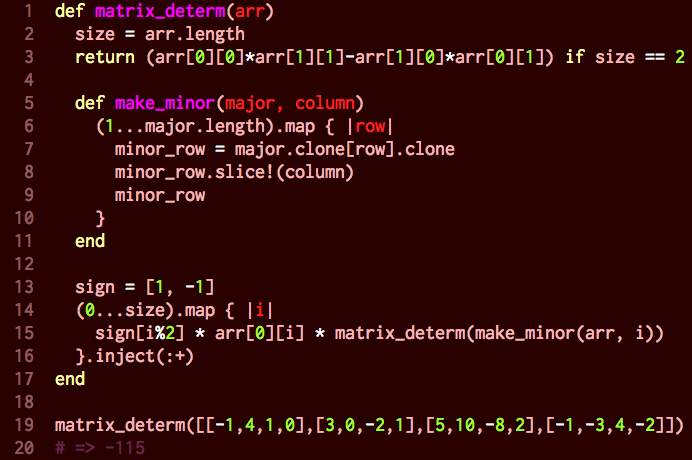 1 def matrix_determ(arr)
2   size = arr.length
3   return (arr[0][0]*arr[1][1]-arr[1][0]*arr[0][1]) if size == 2
4
5   def make_minor(major, column)
6     (1...major.length).map { |row|
7       minor_row = major.clone[row].clone
8       minor_row.slice!(column)
9       minor_row
10     }
11   end
12
13   sign = [1, -1]
14   (0...size).map { |i|
15     sign[i%2] * arr[0][i] * matrix_determ(make_minor(arr, i))
16   }.inject(:+)
17 end
18
19 matrix_determ([[-1,4,1,0],[3,0,-2,1],[5,10,-8,2],[-1,-3,4,-2]])
20 # => -115